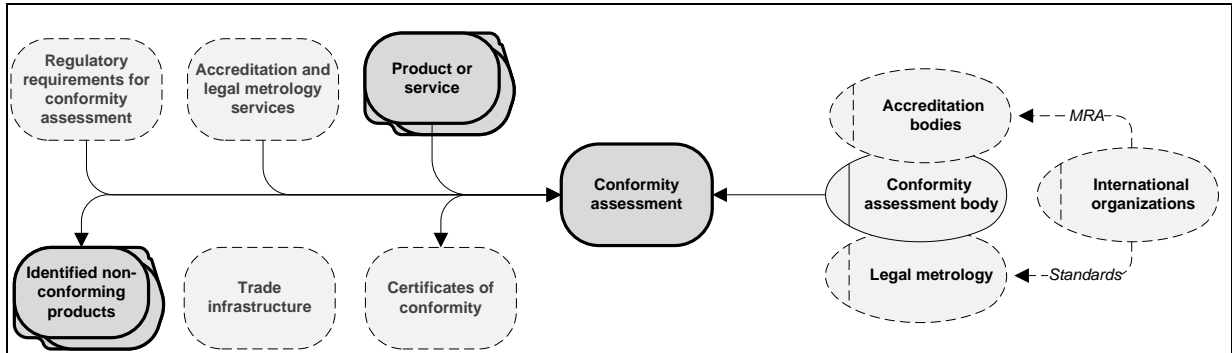 Regulatory
requirements for
conformity
assessment
Accreditation and
legal metrology
services
Product or
service
Conformity
assessment
Accreditation
bodies
MRA
Conformity
assessment body
International
organizations
Legal metrology
Standards
Identified non-
conforming
products
Trade
infrastructure
Certificates of
conformity